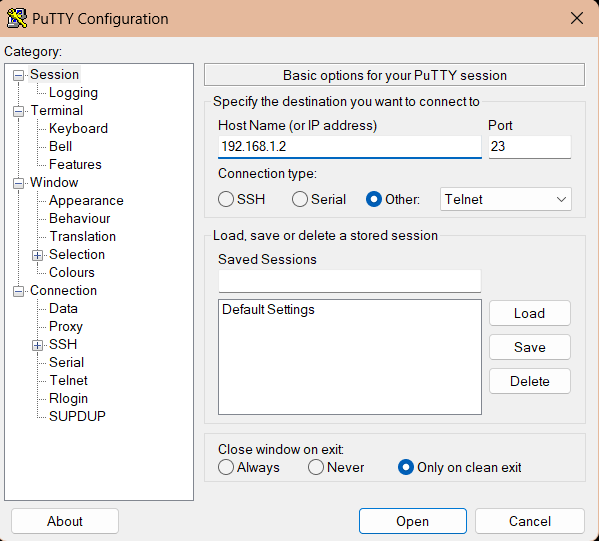 PuTTY Configuration
Category:
Session
Logging
Terminal
Keyboard
Bell
Features
Window
Appearance
Behaviour
Translation
Selection
Colours
Connection
Data
Proxy
SSH
Serial
Telnet
Rlogin
SUPDUP
Basic options for your PuTTY session
Specify the destination you want to connect to
Host Name (or IP address) Port
192.168.1.2 23
Connection type:
SSH Serial Other: Telnet
Load, save or delete a stored session
Saved Sessions
Default Settings
Load
Save
Delete
Close window on exit:
Always Never Only on clean exit
About Open Cancel